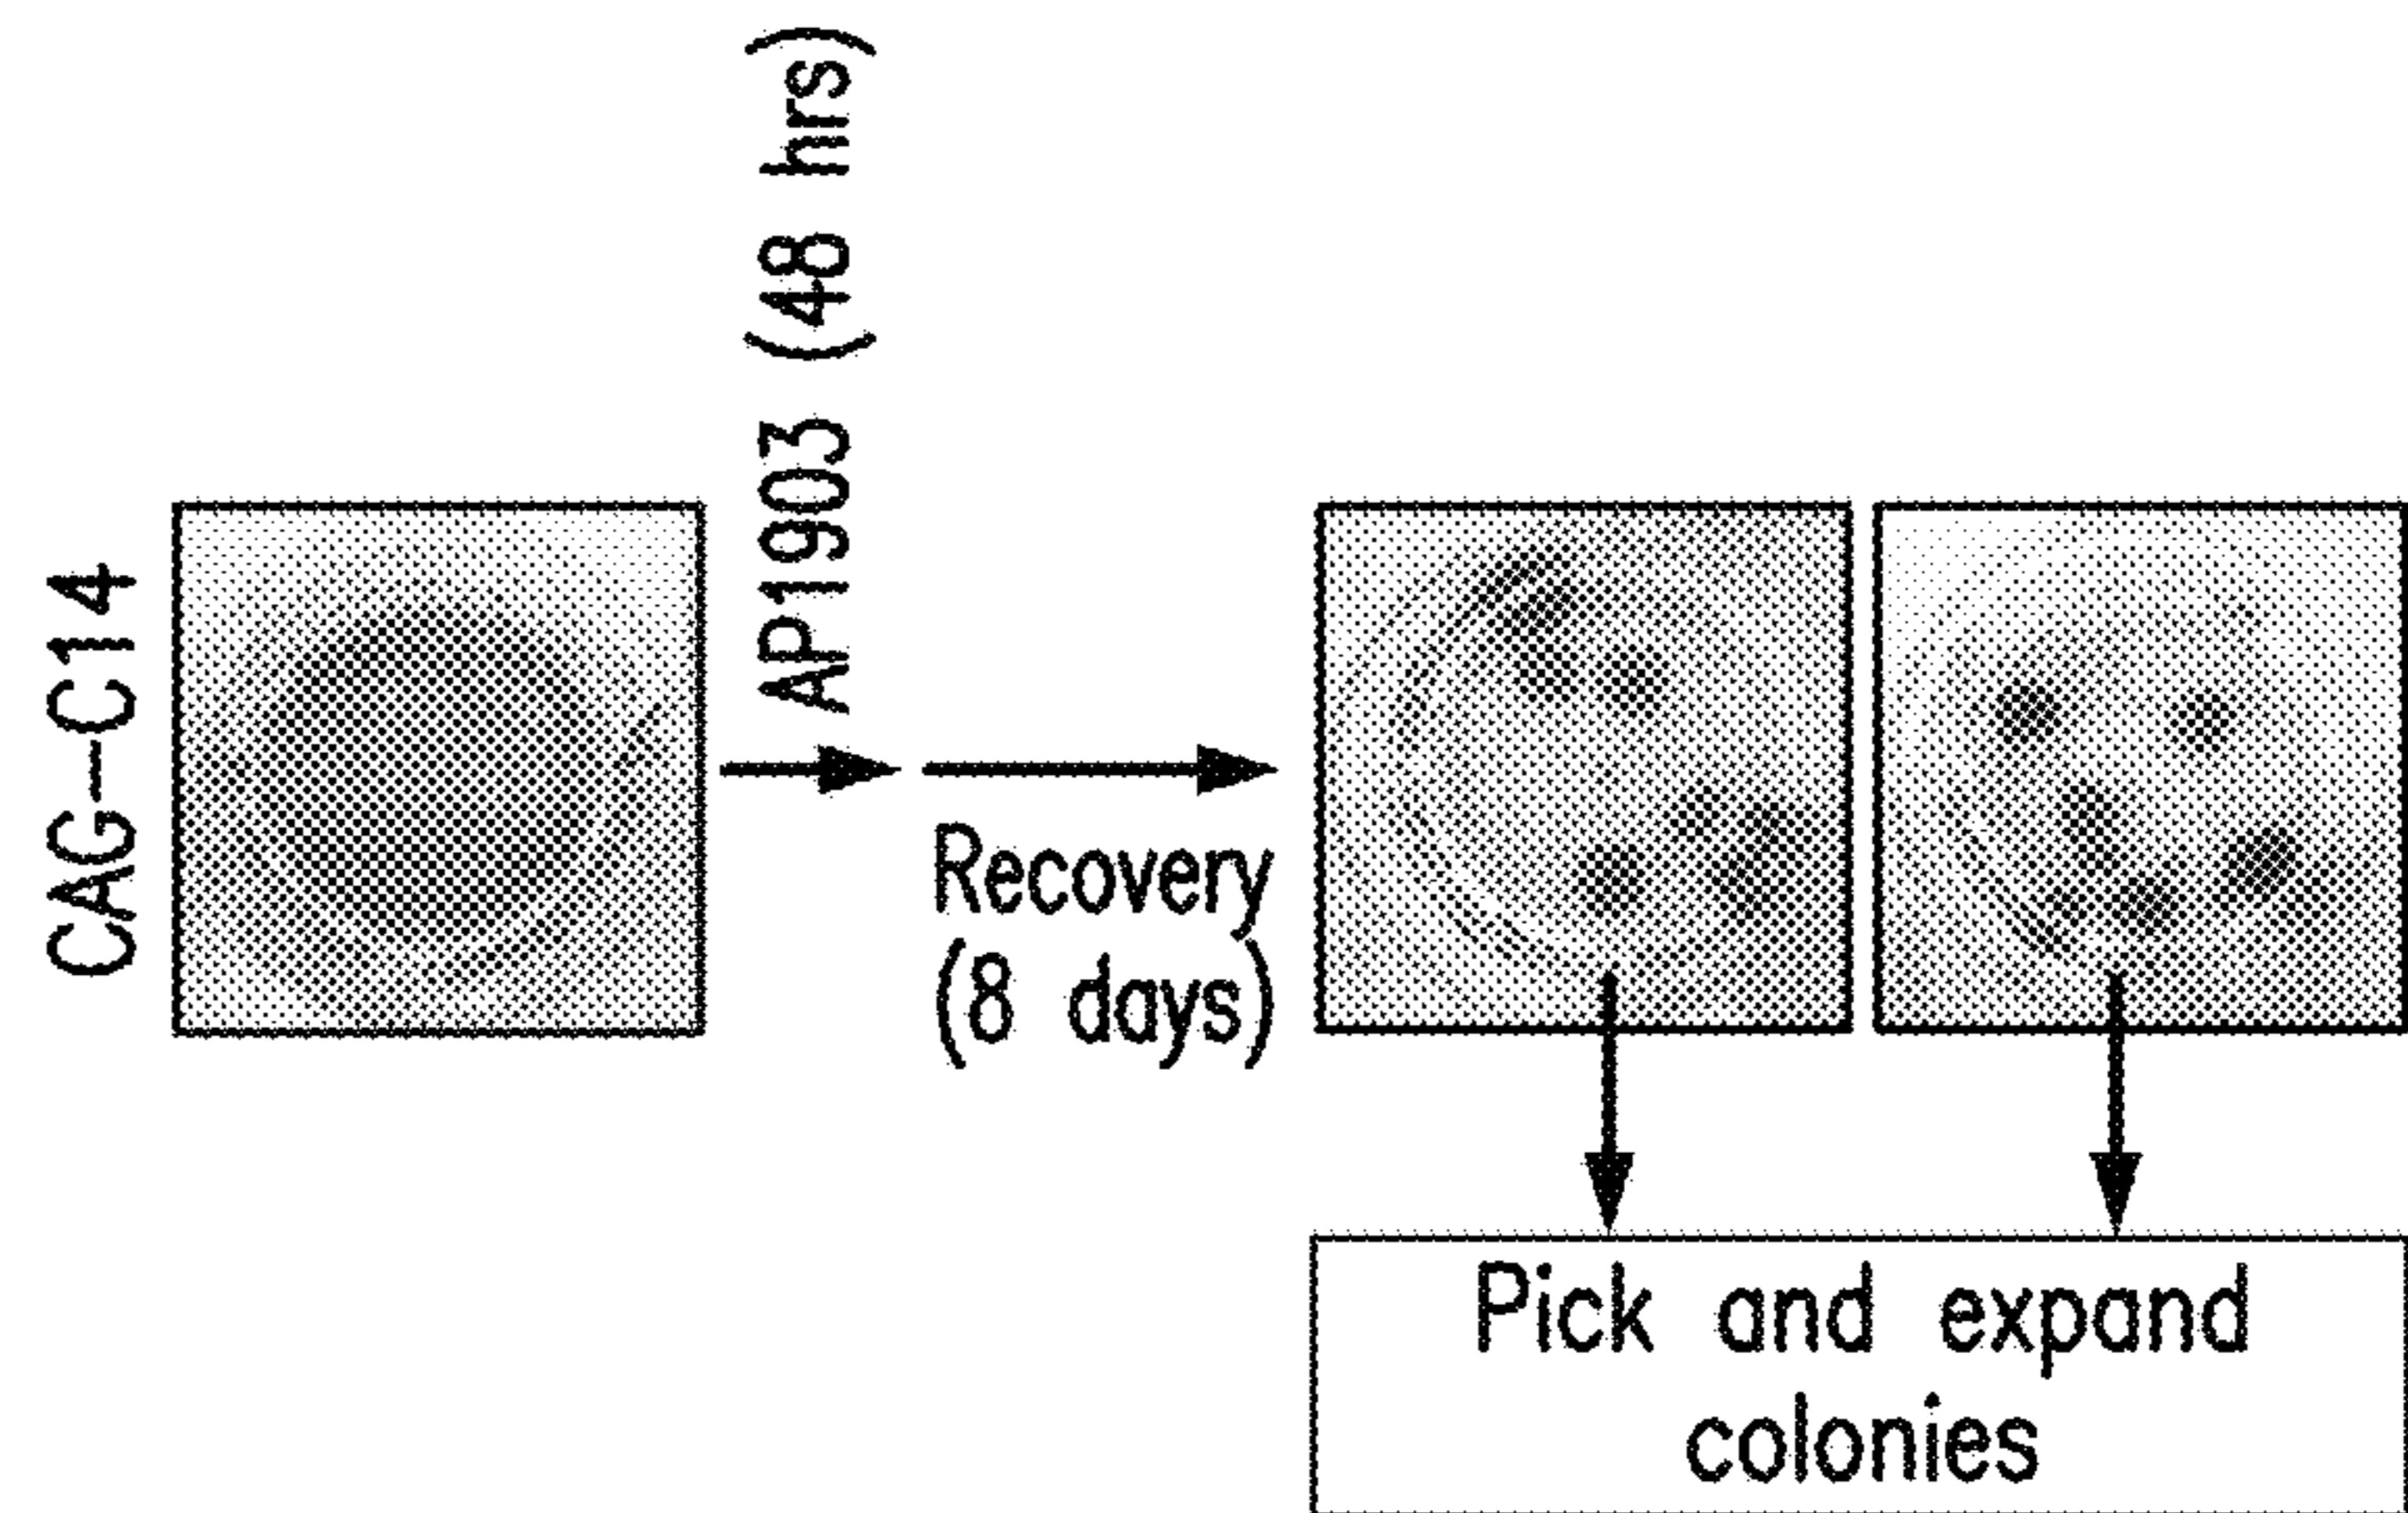 CAG-C14
AP1903 (48 hrs)
Recovery
(8 days)
Pick and expand
colonies